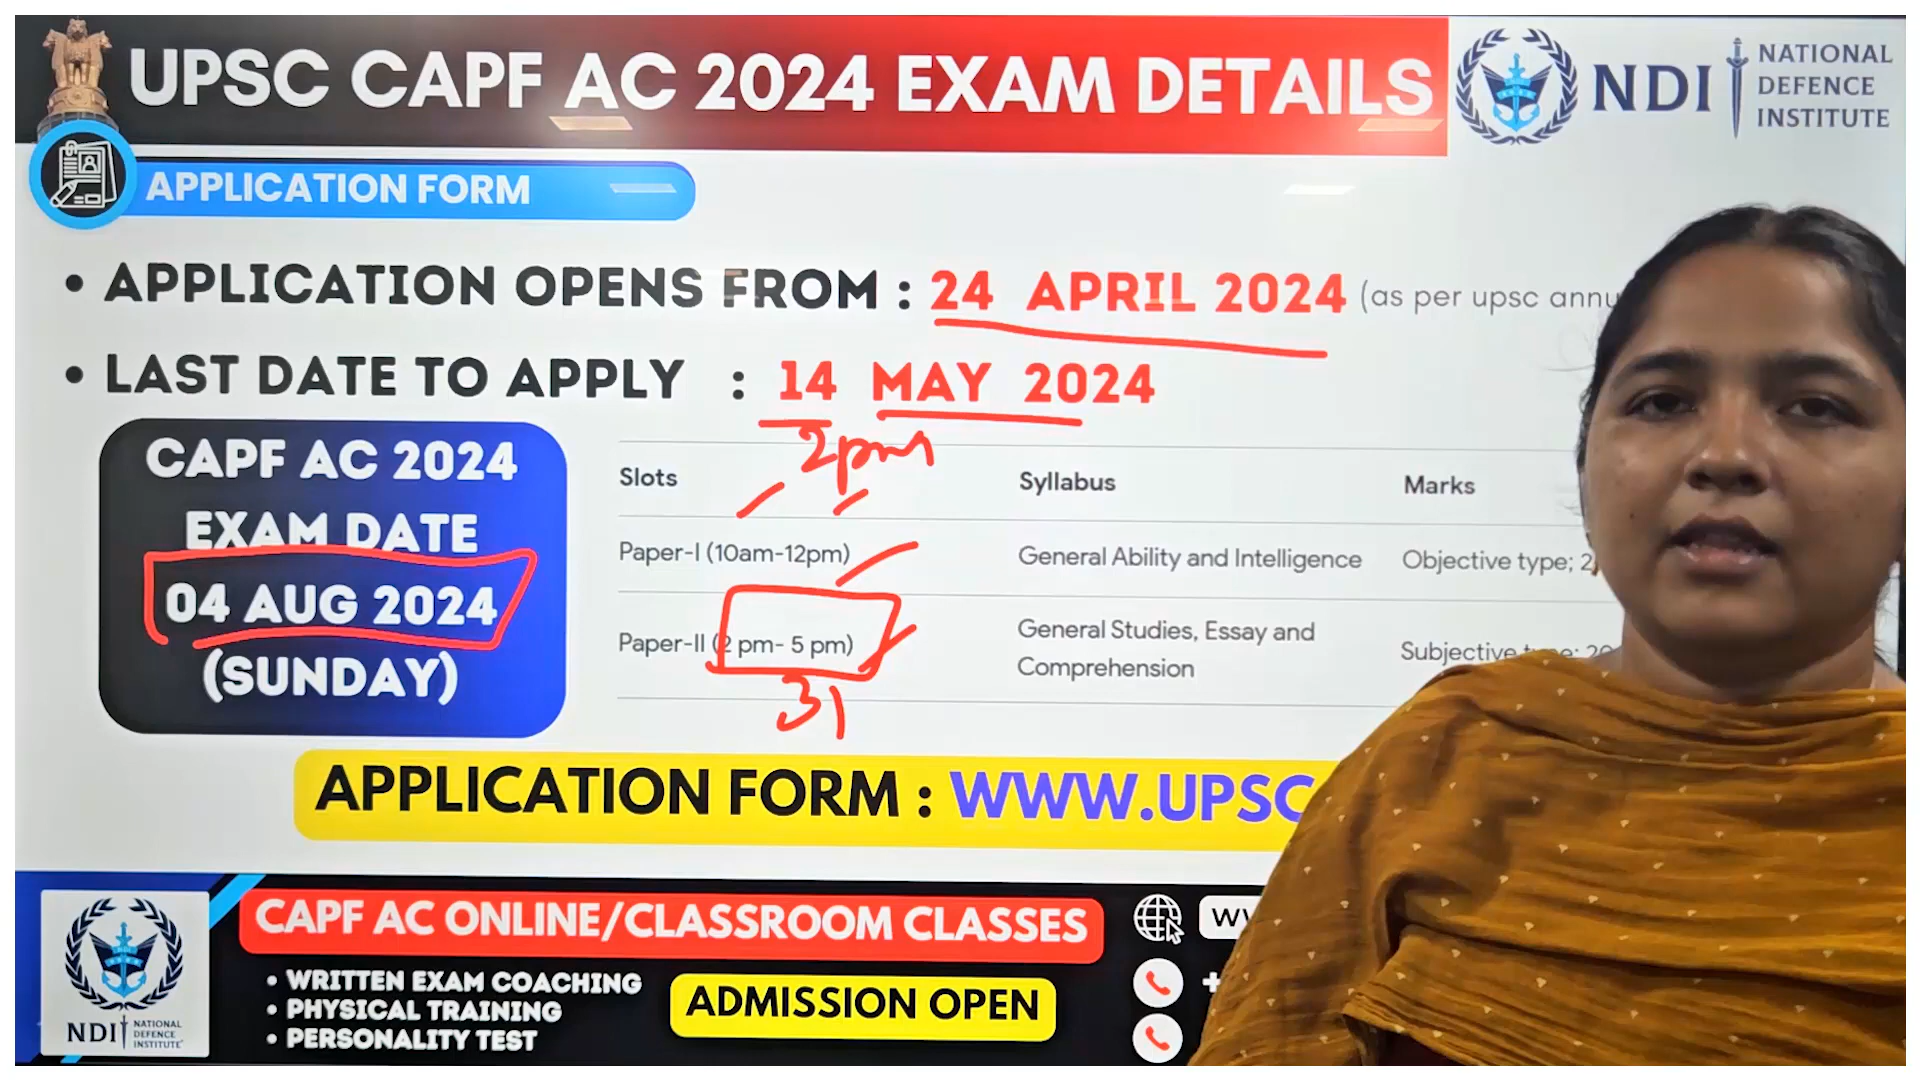 UPSC CAPF AC 2024 EXAM DETAILS
NDI
NATIONAL
DEFENCE
INSTITUTE
APPLICATION FORM
• APPLICATION OPENS FROM : 24 APRIL 2024 (as per upsc
• LAST DATE TO APPLY : 14 MAY 2024
2pm
CAPF AC 2024
EXAM DATE
04 AUG 2024
(SUNDAY)
Slots Syllabus Marks
Paper-I (10am-12pm) General Ability and Intelligence Objective type;
Paper-II (2 pm- 5 pm) General Studies, Essay and
Comprehension
Subjective
APPLICATION FORM : WWW.UPSC
NDI
NATIONAL
DEFENCE
INSTITUTE
CAPF AC ONLINE/CLASSROOM CLASSES
• WRITTEN EXAM COACHING
• PHYSICAL TRAINING
• PERSONALITY TEST
ADMISSION OPEN